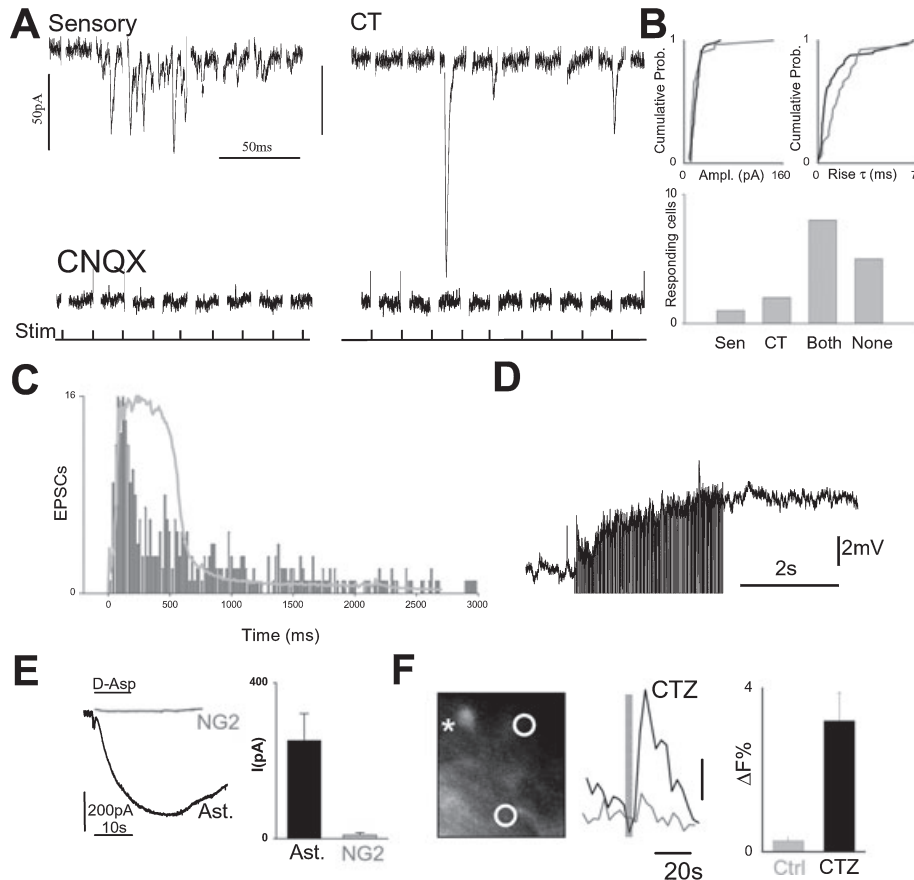 A
Sensory
CT
50pA
50ms
CNQX
Stim
B
Cumulative Prob.
1
0
0
Ampl. (pA)
160
Cumulative Prob.
1
0
0
Rise τ (ms)
7
Responding cells
10
0
Sen
CT
Both
None
C
EPSCs
16
0
0
500
1000
1500
2000
2500
3000
Time (ms)
D
2mV
2s
E
D-Asp
NG2
200pA
10s
Ast.
I(pA)
400
0
Ast.
NG2
F
*
CTZ
20s
ΔF%
4
0
Ctrl
CTZ